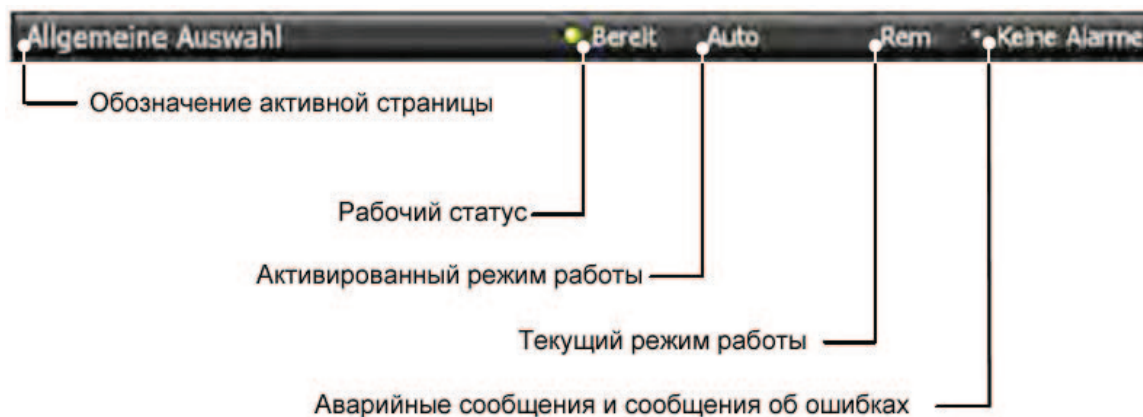 Allgemeine Auswahl Bereit Auto Rem Keine Alarme
Обозначение активной страницы
Рабочий статус
Активированный режим работы
Текущий режим работы
Аварийные сообщения и сообщения об ошибках